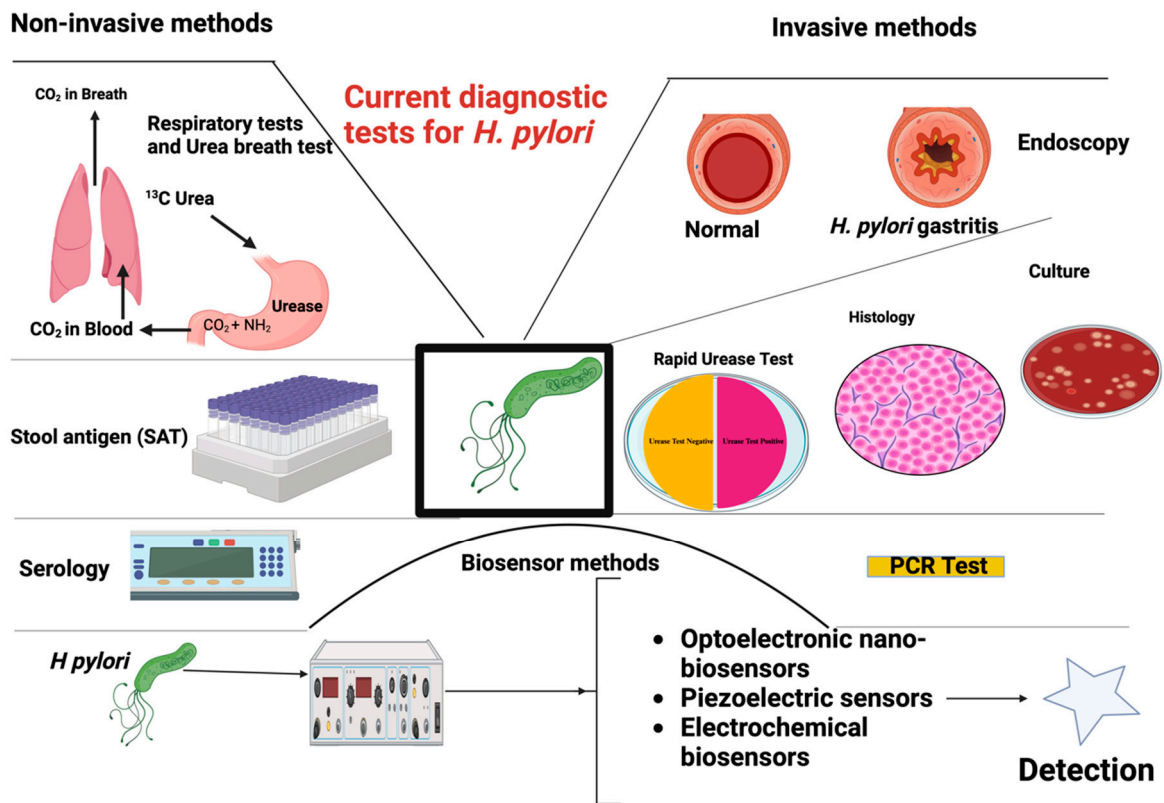 Non-invasive methods
Invasive methods
Current diagnostic
tests for H. pylori
CO₂ in Breath
Respiratory tests
and Urea breath test
¹³C Urea
Urease
CO₂ + NH₂
CO₂ in Blood
Normal
H. pylori gastritis
Endoscopy
Culture
Histology
Rapid Urease Test
Urease Test Negative
Urease Test Positive
Stool antigen (SAT)
Serology
Biosensor methods
PCR Test
H pylori
• Optoelectronic nano-
biosensors
• Piezoelectric sensors
• Electrochemical
biosensors
Detection